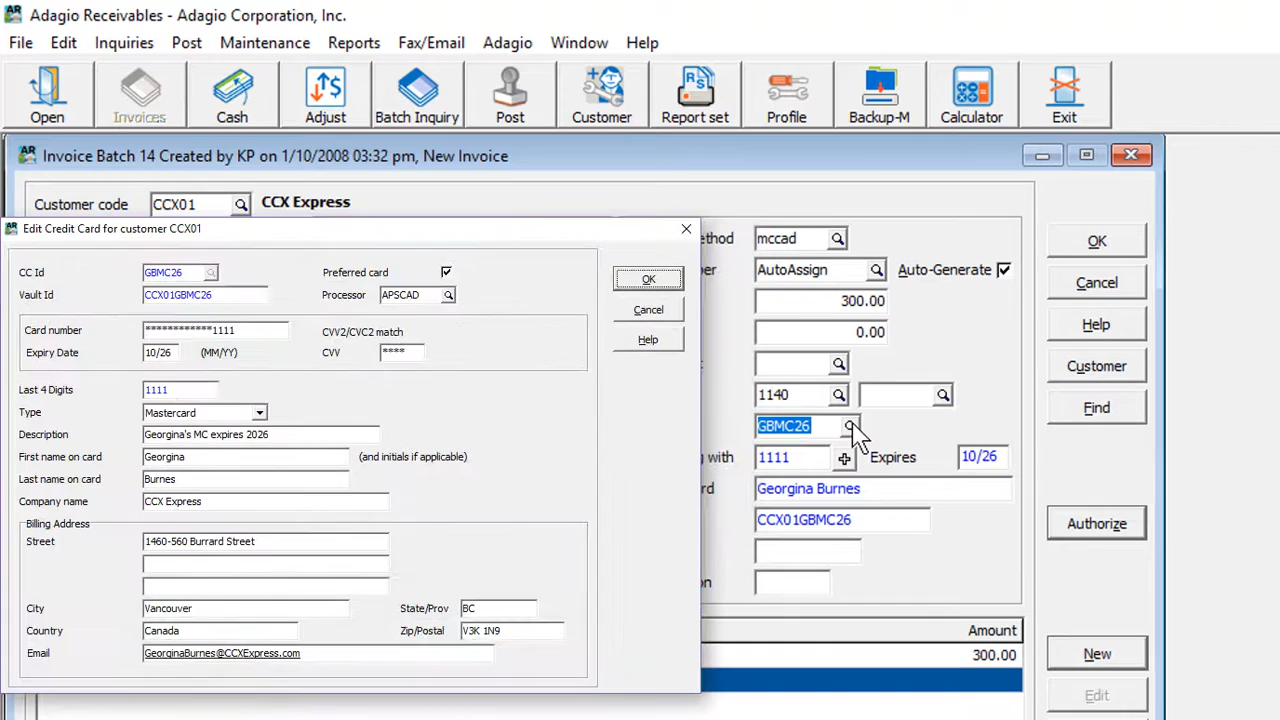 Adagio Receivables - Adagio Corporation, Inc.
File Edit Inquiries Post Maintenance Reports Fax/Email Adagio Window Help
Open Invoices Cash Adjust Batch Inquiry Post Customer Report set Profile Backup-M Calculator Exit
Invoice Batch 14 Created by KP on 1/10/2008 03:32 pm, New Invoice
Customer code CCX01 CCX Express
Edit Credit Card for customer CCX01
CC Id GBMC26 Preferred card
Vault Id CCX01GBMC26 Processor APSCAD
Card number ************1111 CVV2/CVC2 match
Expiry Date 10/26 (MM/YY) CVV ****
Last 4 Digits 1111
Type Mastercard
Description Georgina's MC expires 2026
First name on card Georgina (and initials if applicable)
Last name on card Burnes
Company name CCX Express
Billing Address
Street 1460-560 Burrard Street
City Vancouver State/Prov BC
Country Canada Zip/Postal V3K 1N9
Email GeorginaBurnes@CCXExpress.com
OK
Cancel
Help
mccad
AutoAssign Auto-Generate
300.00
0.00
1140
GBMC26
1111 Expires 10/26
Georgina Burnes
CCX01GBMC26
Amount
300.00
OK
Cancel
Help
Customer
Find
Authorize
New
Edit